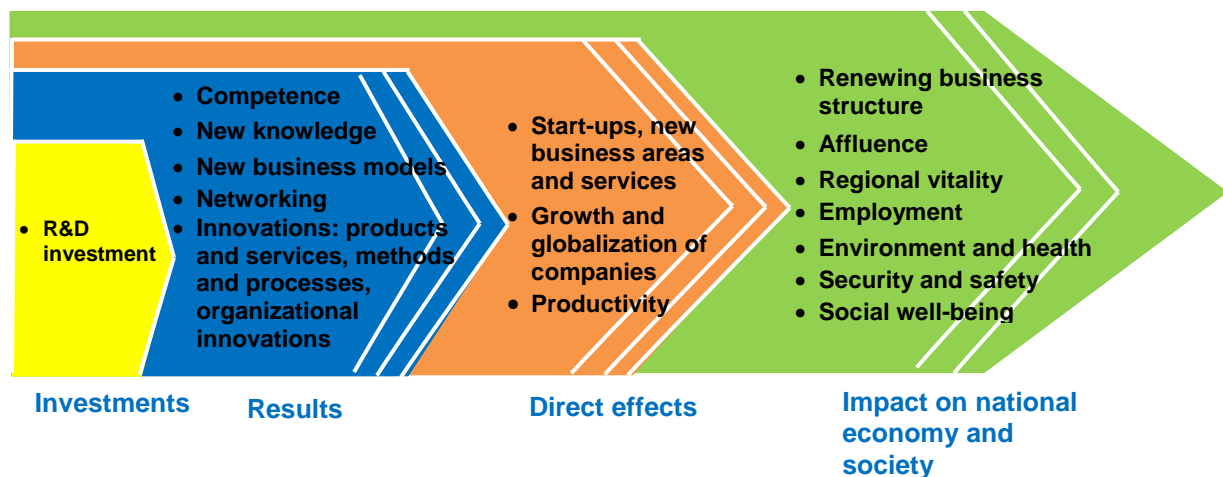 • R&D
investment
• Competence
• New knowledge
• New business models
• Networking
• Innovations: products
and services, methods
and processes,
organizational
innovations
• Start-ups, new
business areas
and services
• Growth and
globalization of
companies
• Productivity
• Renewing business
structure
• Affluence
• Regional vitality
• Employment
• Environment and health
• Security and safety
• Social well-being
Investments
Results
Direct effects
Impact on national
economy and
society